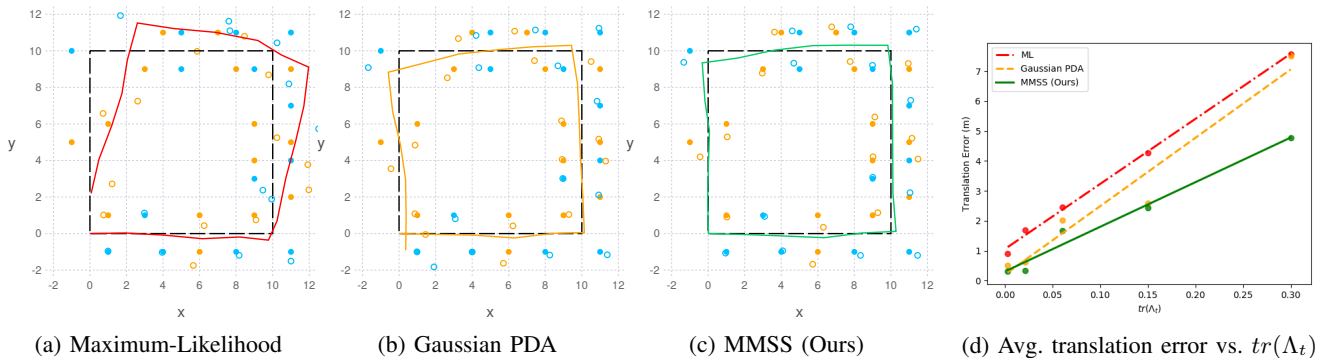 12
10
8
6
4
2
0
-2
y
-2 0 2 4 6 8 10 12
x
(a) Maximum-Likelihood
12
10
8
6
4
2
0
-2
y
-2 0 2 4 6 8 10 12
x
(b) Gaussian PDA
12
10
8
6
4
2
0
-2
y
-2 0 2 4 6 8 10 12
x
(c) MMSS (Ours)
ML
Gaussian PDA
MMSS (Ours)
Translation Error (m)
7
6
5
4
3
2
1
0
0.00 0.05 0.10 0.15 0.20 0.25 0.30
tr(Λt)
(d) Avg. translation error vs. tr(Λt)